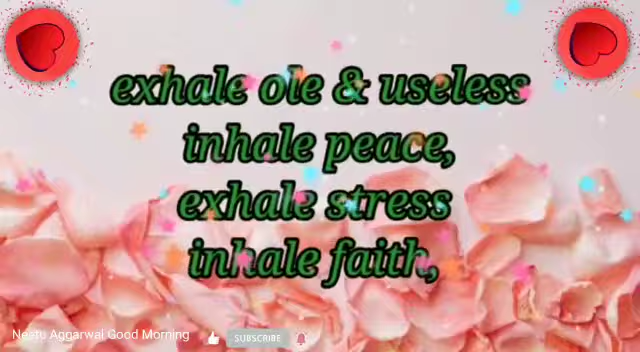 exhale ole & useless
inhale peace,
exhale stress
inhale faith,
Neetu Aggarwal Good Morning
SUBSCRIBE